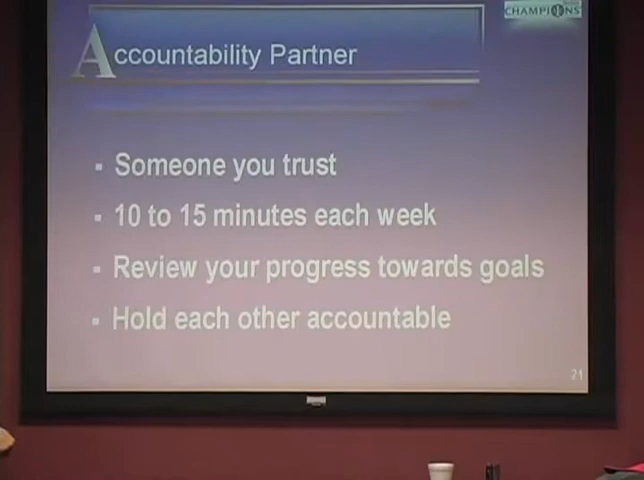 CHAMPIONS
Accountability Partner
Someone you trust
10 to 15 minutes each week
Review your progress towards goals
Hold each other accountable
21